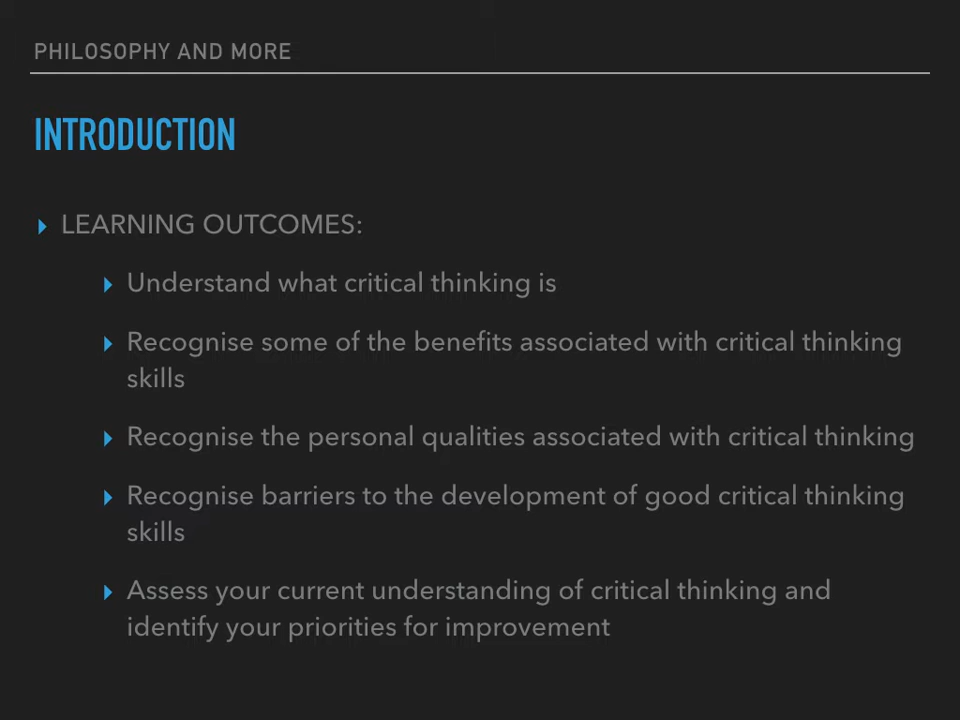 PHILOSOPHY AND MORE
INTRODUCTION
LEARNING OUTCOMES:
Understand what critical thinking is
Recognise some of the benefits associated with critical thinking
skills
Recognise the personal qualities associated with critical thinking
Recognise barriers to the development of good critical thinking
skills
Assess your current understanding of critical thinking and
identify your priorities for improvement